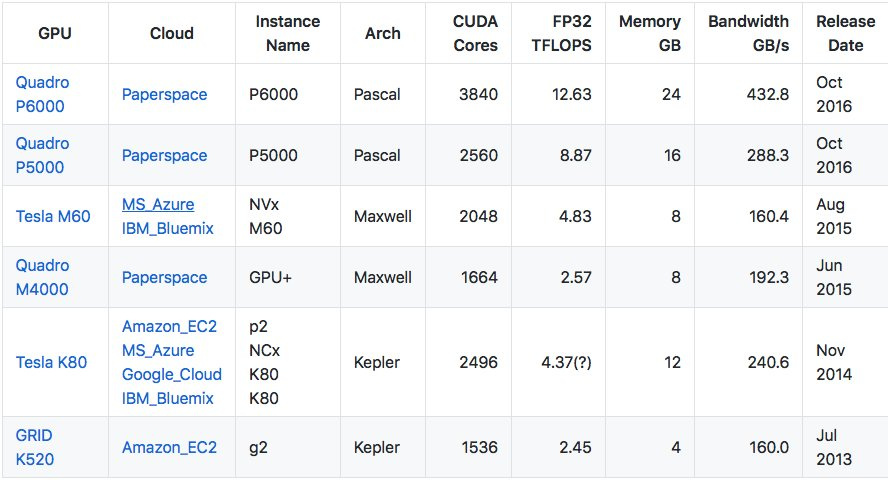 GPU Cloud Instance Name Arch CUDA Cores FP32 TFLOPS Memory GB Bandwidth GB/s Release Date
Quadro P6000 Paperspace P6000 Pascal 3840 12.63 24 432.8 Oct 2016
Quadro P5000 Paperspace P5000 Pascal 2560 8.87 16 288.3 Oct 2016
Tesla M60 MS_Azure IBM_Bluemix NVx M60 Maxwell 2048 4.83 8 160.4 Aug 2015
Quadro M4000 Paperspace GPU+ Maxwell 1664 2.57 8 192.3 Jun 2015
Tesla K80 Amazon_EC2 MS_Azure Google_Cloud IBM_Bluemix p2 NCx K80 K80 Kepler 2496 4.37(?) 12 240.6 Nov 2014
GRID K520 Amazon_EC2 g2 Kepler 1536 2.45 4 160.0 Jul 2013